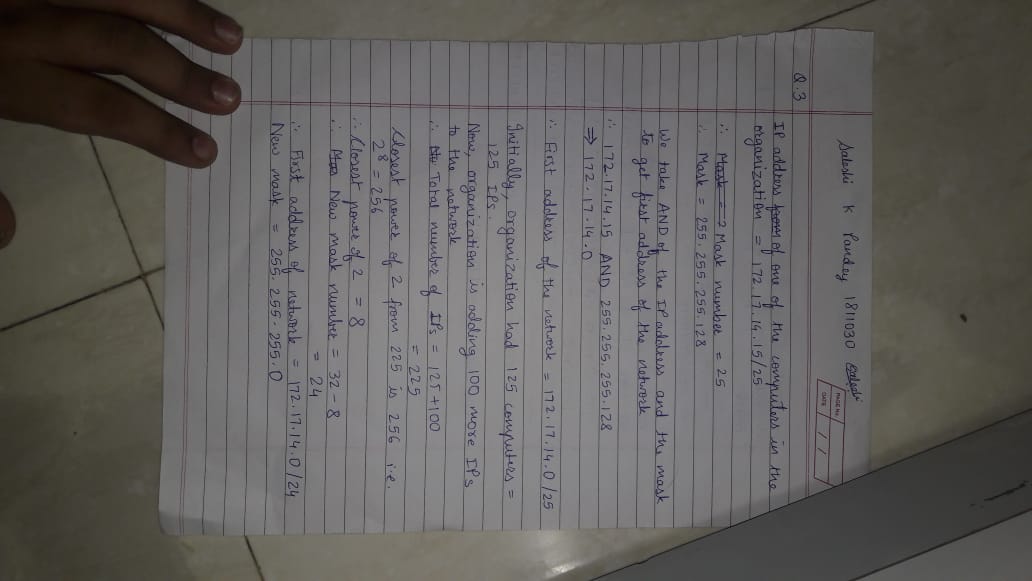 Saloshi K Pandey 1811030 Saloshi
PAGE No.
DATE / /
Q.3
IP address from of one of the computers in the
organization = 172.17.14.15/25
∴ Mask = ? Mask number = 25
∴ Mask = 255.255.255.128
We take AND of the IP address and the mask
to get first address of the network
∴ 172.17.14.15 AND 255.255.255.128
⇒ 172.17.14.0
∴ First address of the network = 172.17.14.0/25
Initially, organization had 125 computers =
125 IPs.
Now, organization is adding 100 more IPs
to the network
∴ Total number of IPs = 125+100
= 225
Closest power of 2 from 225 is 256 i.e.
2⁸ = 256
∴ Closest power of 2 = 8
∴ New mask number = 32-8
= 24
∴ First address of network = 172.17.14.0/24
New mask = 255.255.255.0